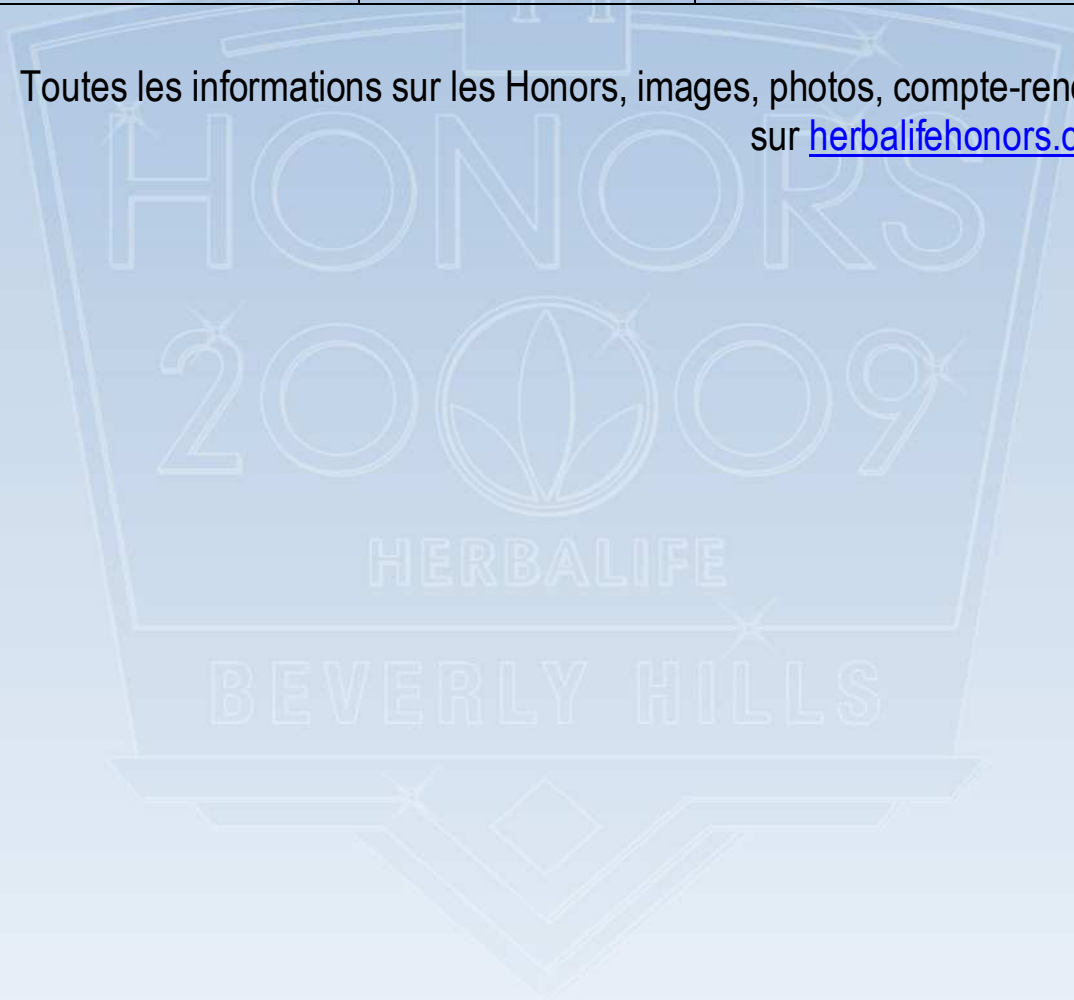 Toutes les informations sur les Honors, images, photos, compte-ren
sur herbalifehonors.c
HONORS
2009
HERBALIFE
BEVERLY HILLS